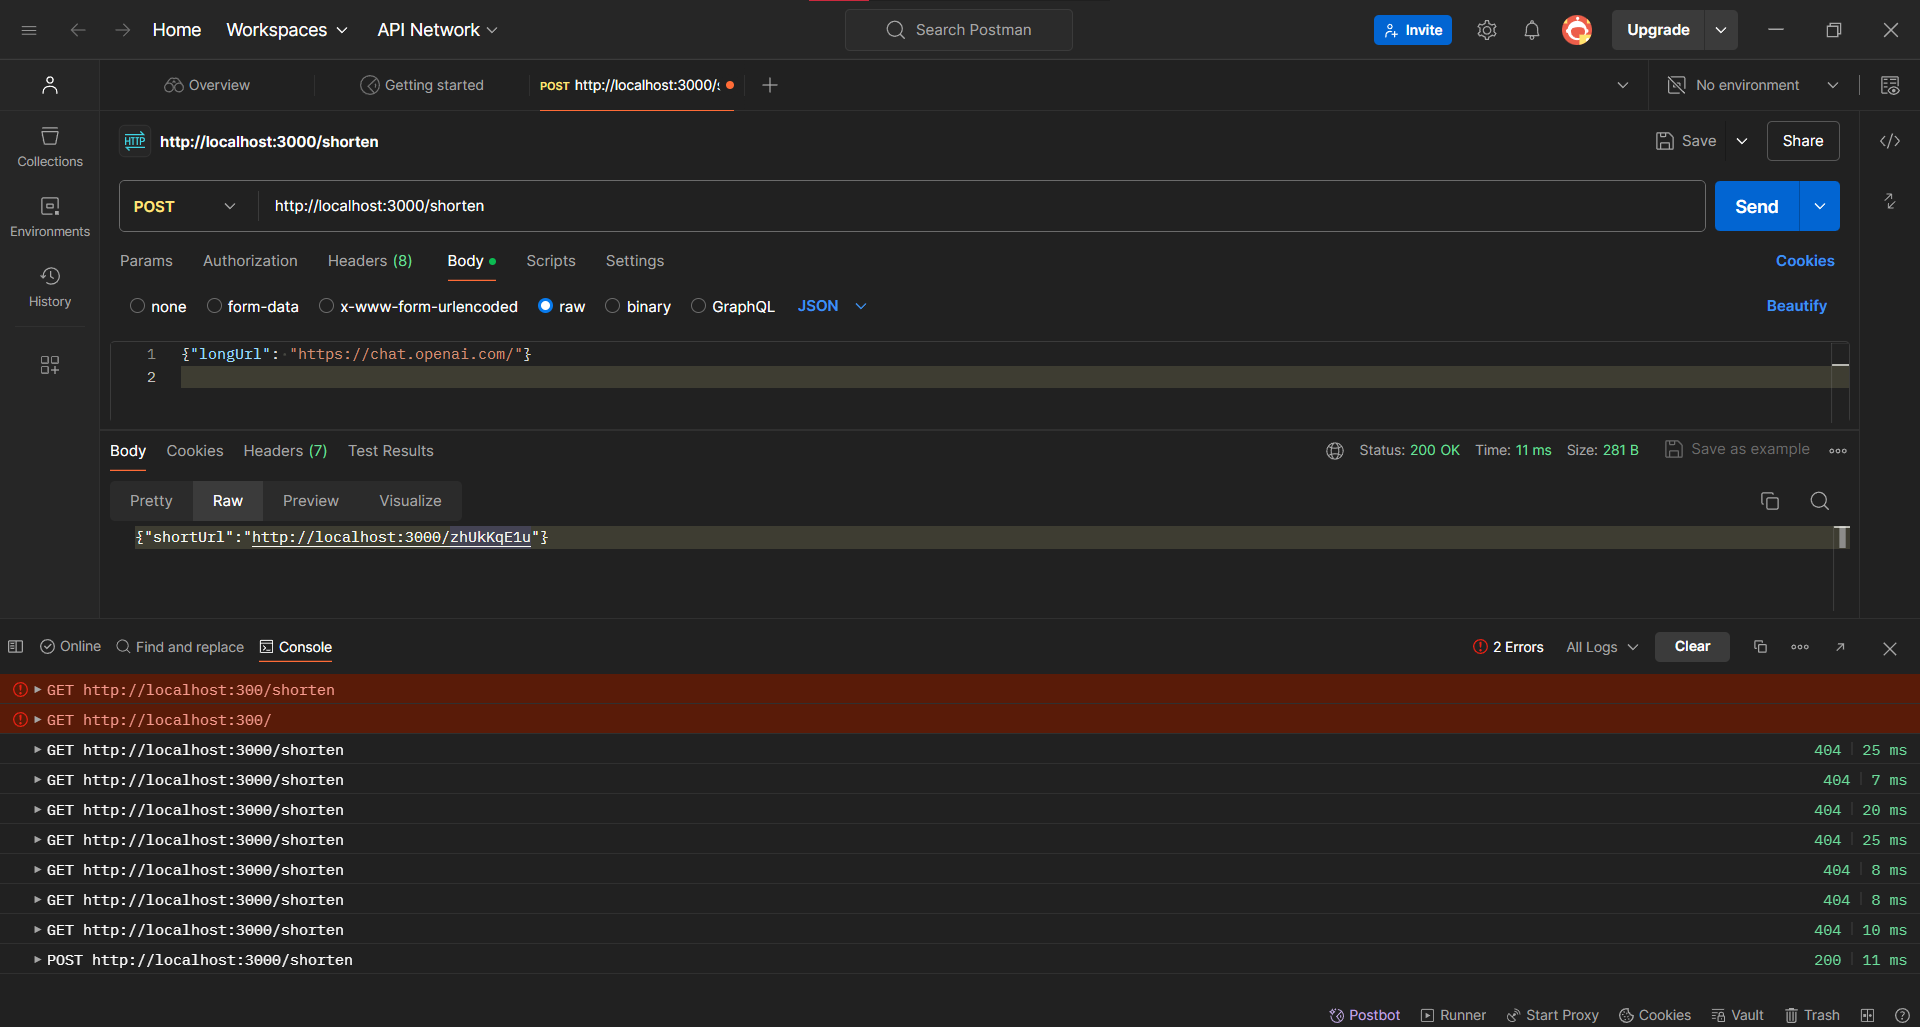 Home Workspaces API Network Search Postman Invite Upgrade
Overview Getting started POST http://localhost:3000/s No environment
HTTP http://localhost:3000/shorten Save Share
Collections
POST http://localhost:3000/shorten Send
Environments
Params Authorization Headers (8) Body Scripts Settings Cookies
History
none form-data x-www-form-urlencoded raw binary GraphQL JSON Beautify
1 {"longUrl": "https://chat.openai.com/"}
2
Body Cookies Headers (7) Test Results Status: 200 OK Time: 11 ms Size: 281 B Save as example
Pretty Raw Preview Visualize
{"shortUrl":"http://localhost:3000/zhUkKqE1u"}
Online Find and replace Console 2 Errors All Logs Clear
GET http://localhost:300/shorten
GET http://localhost:300/
GET http://localhost:3000/shorten 404 25 ms
GET http://localhost:3000/shorten 404 7 ms
GET http://localhost:3000/shorten 404 20 ms
GET http://localhost:3000/shorten 404 25 ms
GET http://localhost:3000/shorten 404 8 ms
GET http://localhost:3000/shorten 404 8 ms
GET http://localhost:3000/shorten 404 10 ms
POST http://localhost:3000/shorten 200 11 ms
Postbot Runner Start Proxy Cookies Vault Trash